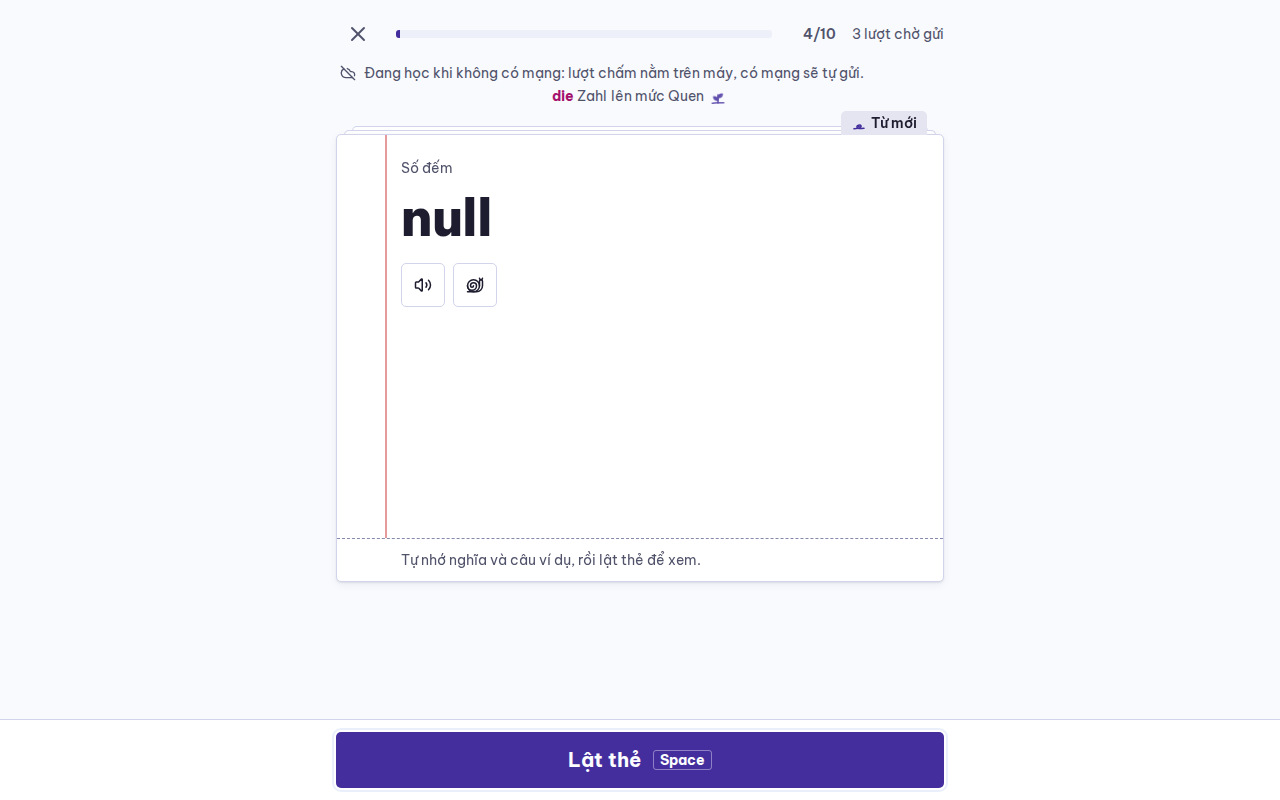 4/10 3 lượt chờ gửi
Đang học khi không có mạng: lượt chấm nằm trên máy, có mạng sẽ tự gửi.
die Zahl lên mức Quen
Từ mới
Số đếm
null
Tự nhớ nghĩa và câu ví dụ, rồi lật thẻ để xem.
Lật thẻ Space